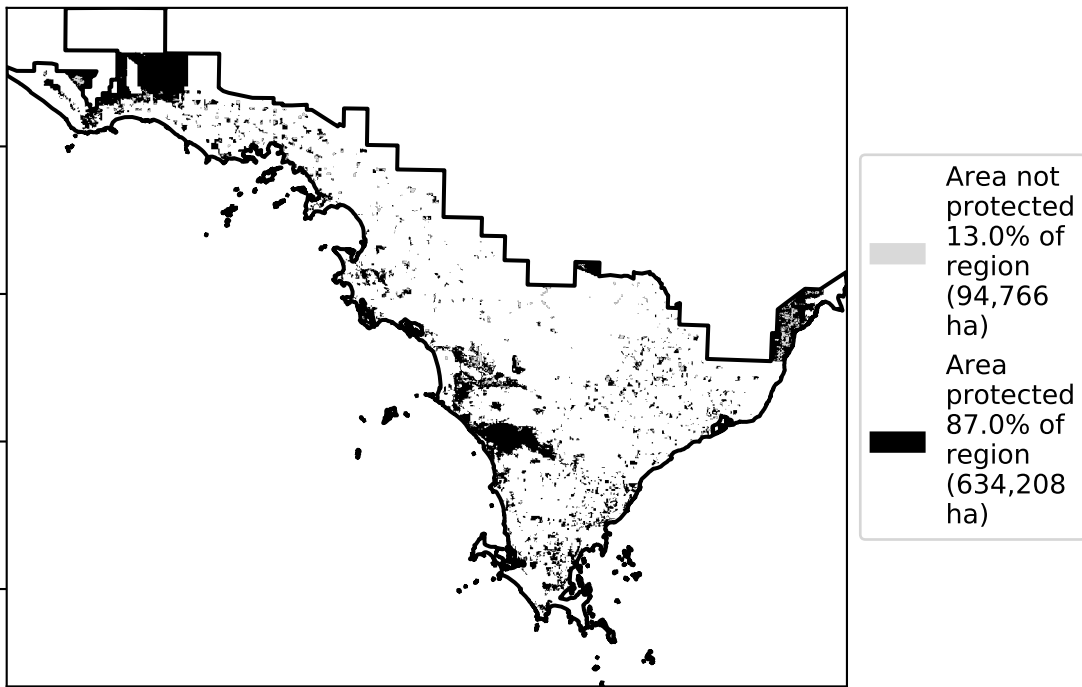 Area not
protected
13.0% of
region
(94,766
ha)
Area
protected
87.0% of
region
(634,208
ha)